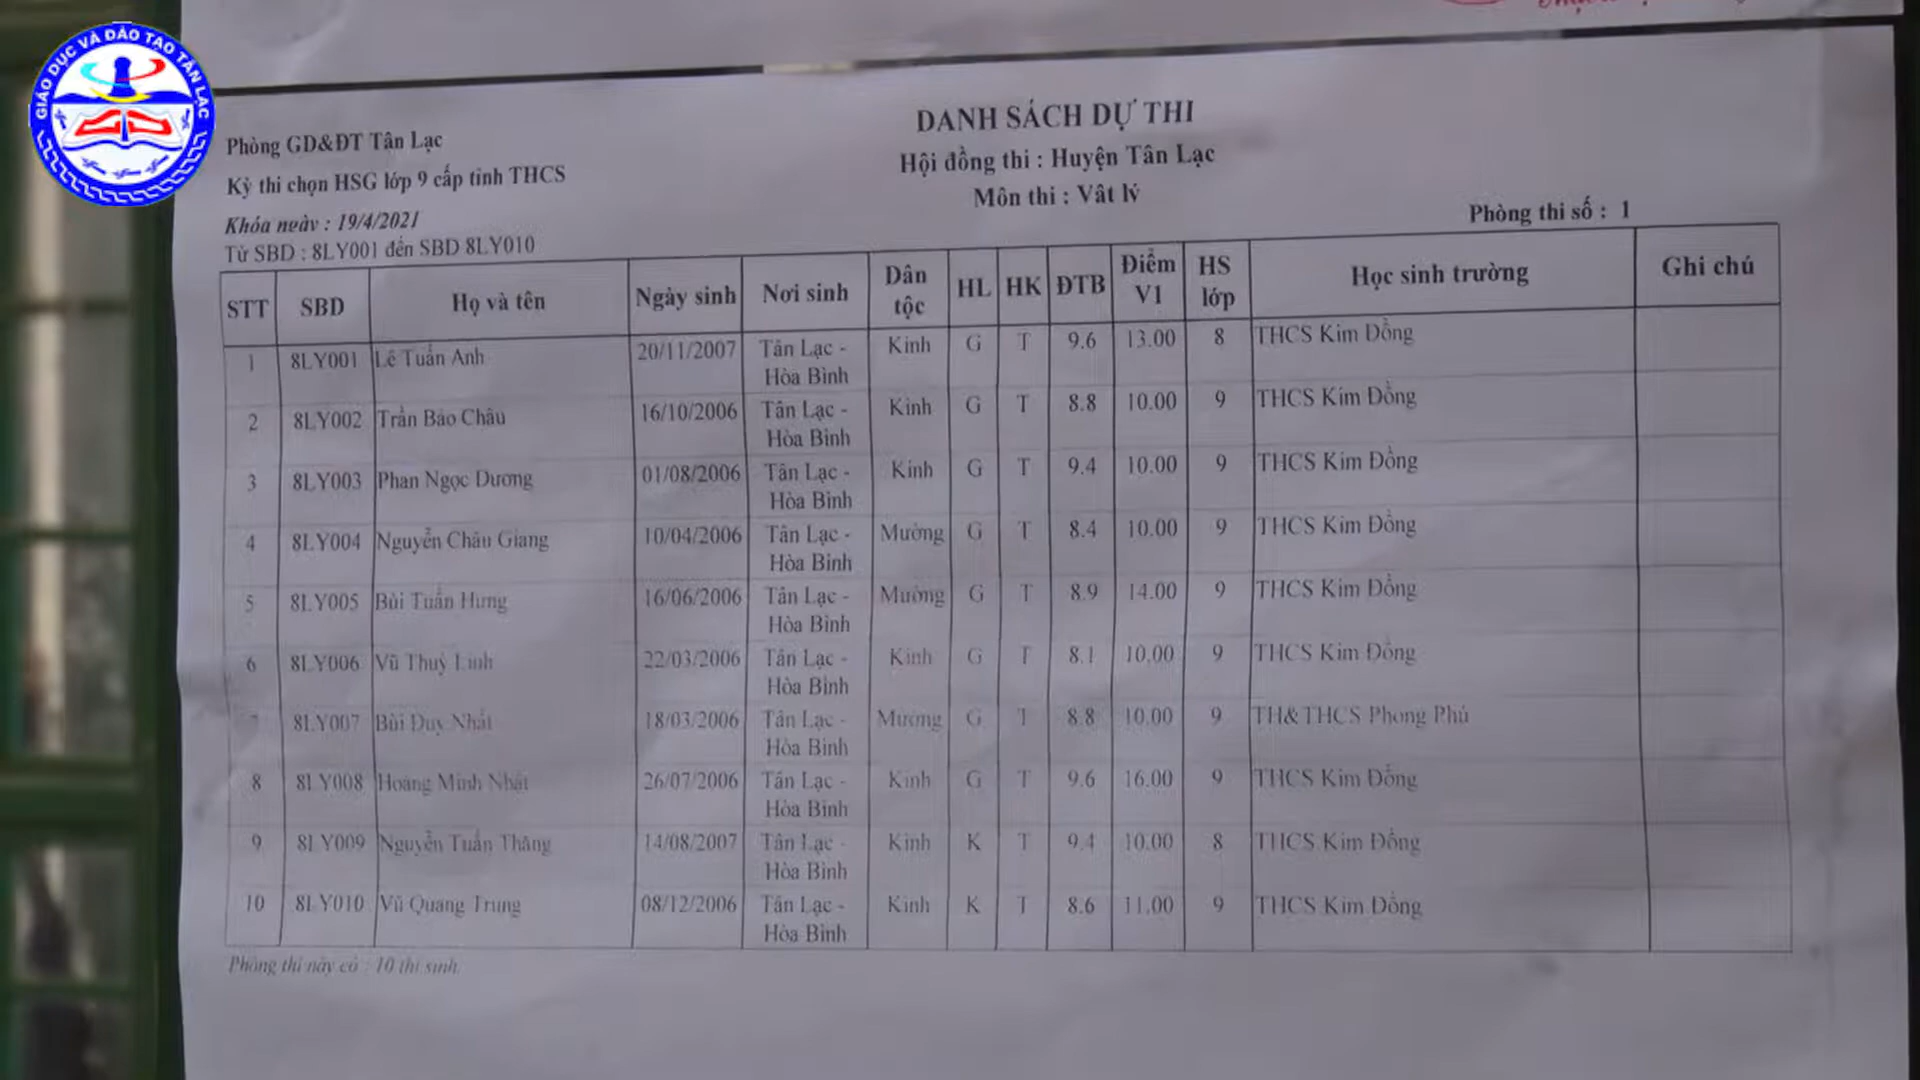 GIÁO DỤC VÀ ĐÀO TẠO TÂN LẠC
DANH SÁCH DỰ THI
Phòng GD&ĐT Tân Lạc
Hội đồng thi : Huyện Tân Lạc
Kỳ thi chọn HSG lớp 9 cấp tỉnh THCS
Môn thi : Vật lý
Khóa ngày : 19/4/2021
Phòng thi số : 1
Từ SBD : 8LY001 đến SBD 8LY010
STT SBD Họ và tên Ngày sinh Nơi sinh Dân tộc HL HK ĐTB Điểm V1 HS lớp Học sinh trường Ghi chú
1 8LY001 Lê Tuấn Anh 20/11/2007 Tân Lạc - Kinh G T 9.6 13.00 8 THCS Kim Đồng
Hòa Bình
2 8LY002 Trần Bảo Châu 16/10/2006 Tân Lạc - Kinh G T 8.8 10.00 9 THCS Kim Đồng
Hòa Bình
3 8LY003 Phan Ngọc Dương 01/08/2006 Tân Lạc - Kinh G T 9.4 10.00 9 THCS Kim Đồng
Hòa Bình
4 8LY004 Nguyễn Châu Giang 10/04/2006 Tân Lạc - Mường G T 8.4 10.00 9 THCS Kim Đồng
Hòa Bình
5 8LY005 Bùi Tuấn Hưng 16/06/2006 Tân Lạc - Mường G T 8.9 14.00 9 THCS Kim Đồng
Hòa Bình
6 8LY006 Vũ Thuỳ Linh 22/03/2006 Tân Lạc - Kinh G T 8.1 10.00 9 THCS Kim Đồng
Hòa Bình
7 8LY007 Bùi Duy Nhất 18/03/2006 Tân Lạc - Mường G T 8.8 10.00 9 TH&THCS Phong Phú
Hòa Bình
8 8LY008 Hoàng Minh Nhật 26/07/2006 Tân Lạc - Kinh G T 9.6 16.00 9 THCS Kim Đồng
Hòa Bình
9 8LY009 Nguyễn Tuấn Thăng 14/08/2007 Tân Lạc - Kinh K T 9.4 10.00 8 THCS Kim Đồng
Hòa Bình
10 8LY010 Vũ Quang Trung 08/12/2006 Tân Lạc - Kinh K T 8.6 11.00 9 THCS Kim Đồng
Hòa Bình
Phòng thi này có : 10 thí sinh.